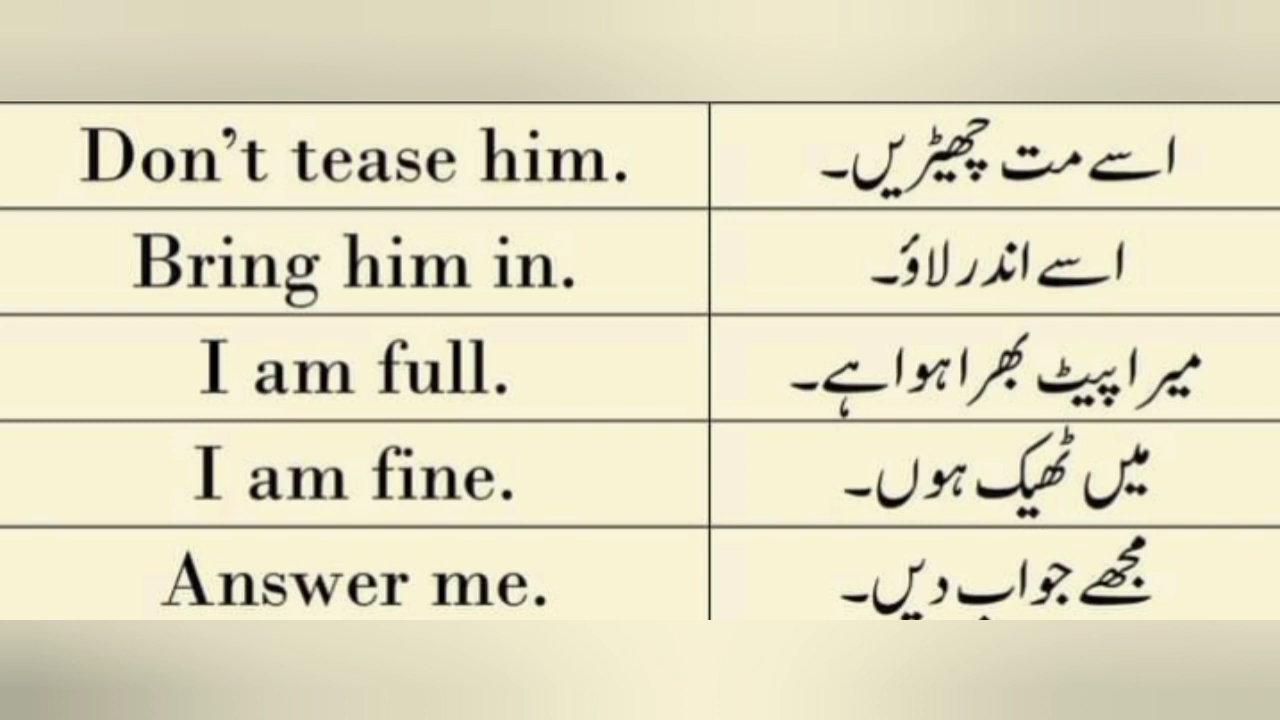 Don't tease him. اسے مت چھیڑیں۔
Bring him in. اسے اندر لاؤ۔
I am full. میرا پیٹ بھرا ہوا ہے۔
I am fine. میں ٹھیک ہوں۔
Answer me. مجھے جواب دیں۔